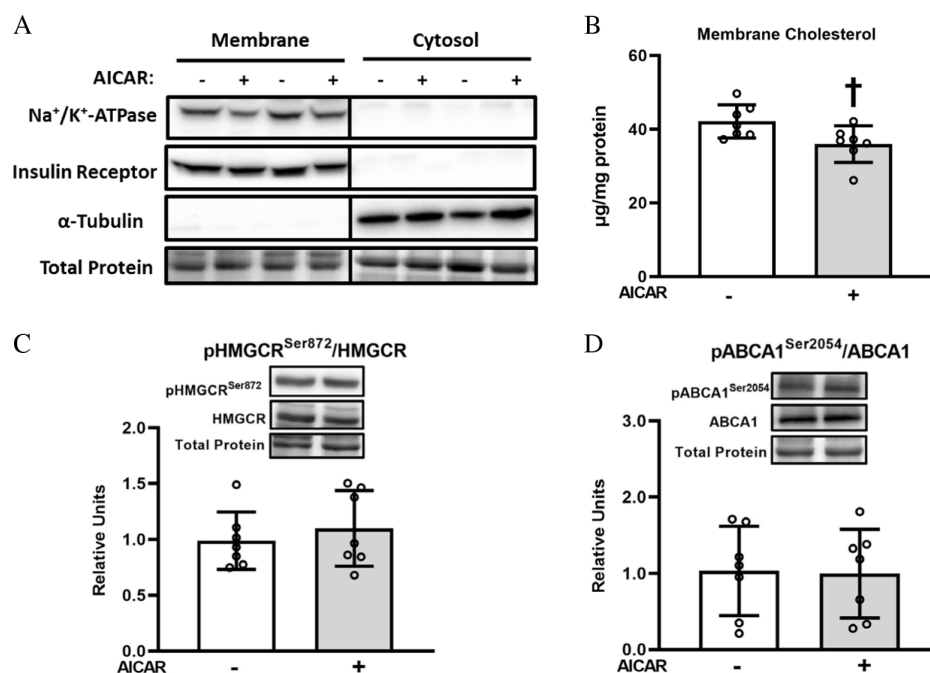 A
Membrane Cytosol
AICAR: - + - + - + - +
Na⁺/K⁺-ATPase
Insulin Receptor
α-Tubulin
Total Protein
B
Membrane Cholesterol
†
60
40
20
0
µg/mg protein
AICAR - +
C
pHMGCR^Ser872/HMGCR
pHMGCR^Ser872
HMGCR
Total Protein
2.0
1.5
1.0
0.5
0.0
Relative Units
AICAR - +
D
pABCA1^Ser2054/ABCA1
pABCA1^Ser2054
ABCA1
Total Protein
3.0
2.0
1.0
0.0
Relative Units
AICAR - +